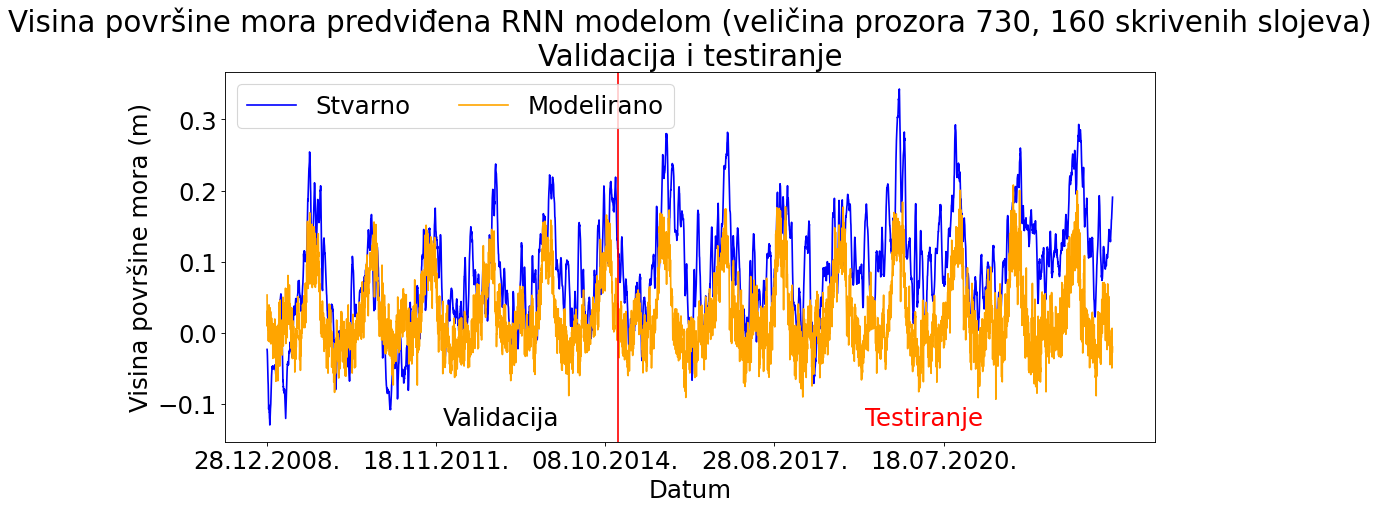 Visina površine mora predviđena RNN modelom (veličina prozora 730, 160 skrivenih slojeva)
Validacija i testiranje
Stvarno
Modelirano
Visina površine mora (m)
0.3
0.2
0.1
0.0
−0.1
Validacija
Testiranje
28.12.2008.
18.11.2011.
08.10.2014.
28.08.2017.
18.07.2020.
Datum